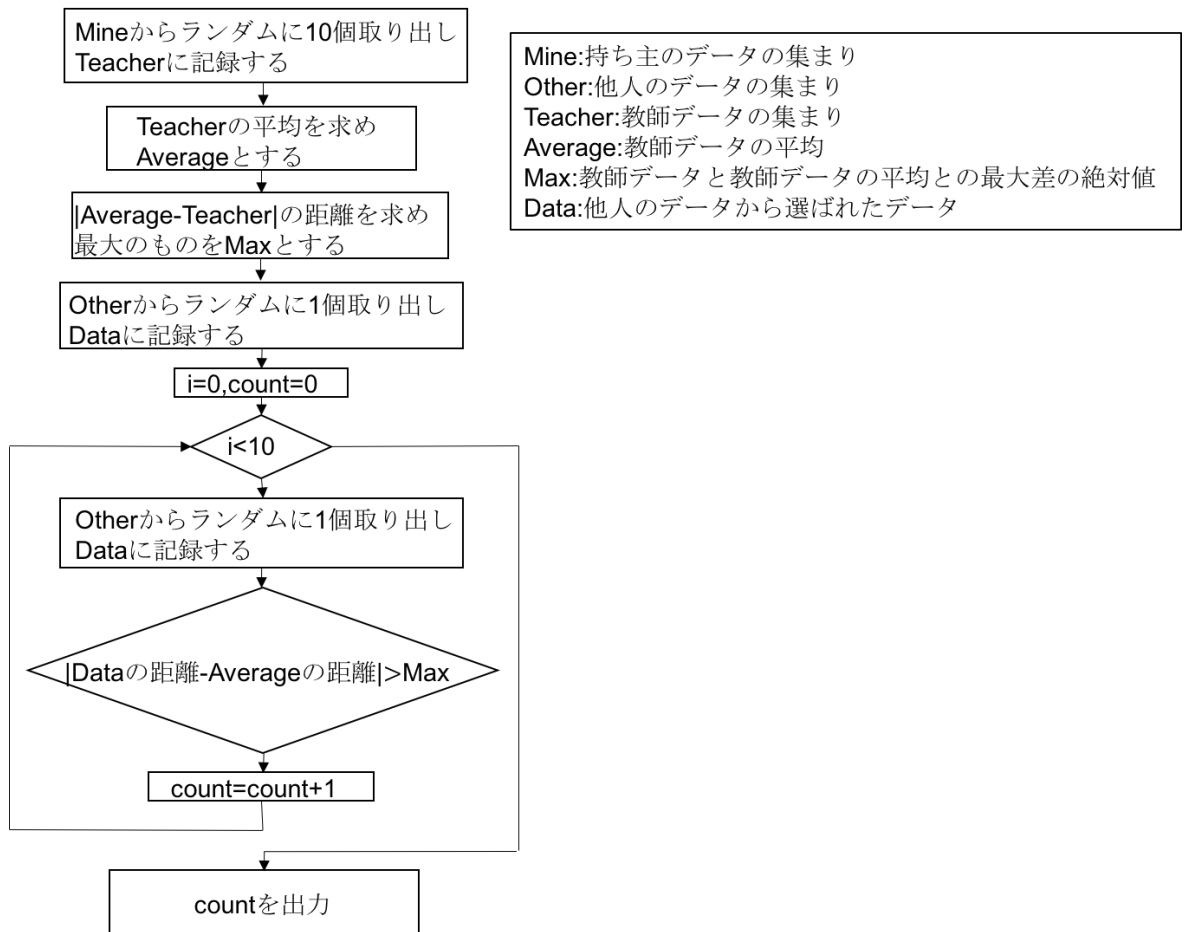 Mineからランダムに10個取り出し
Teacherに記録する
Teacherの平均を求め
Averageとする
|Average-Teacher|の距離を求め
最大のものをMaxとする
Otherからランダムに1個取り出し
Dataに記録する
i=0,count=0
i<10
Otherからランダムに1個取り出し
Dataに記録する
|Dataの距離-Averageの距離|>Max
count=count+1
countを出力
Mine:持ち主のデータの集まり
Other:他人のデータの集まり
Teacher:教師データの集まり
Average:教師データの平均
Max:教師データと教師データの平均との最大差の絶対値
Data:他人のデータから選ばれたデータ